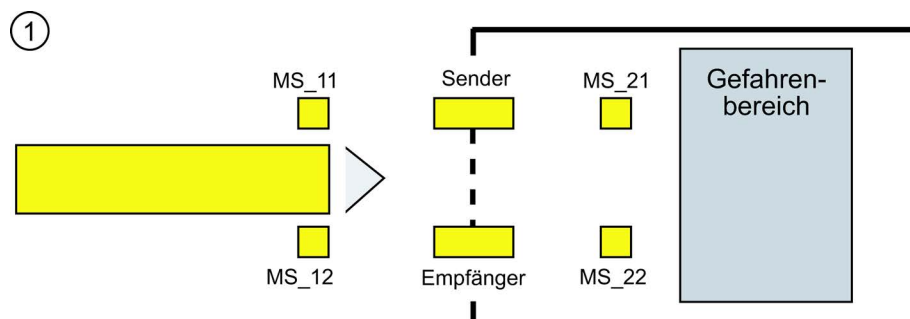 1
MS_11
Sender
MS_21
Gefahren-
bereich
MS_12
Empfänger
MS_22